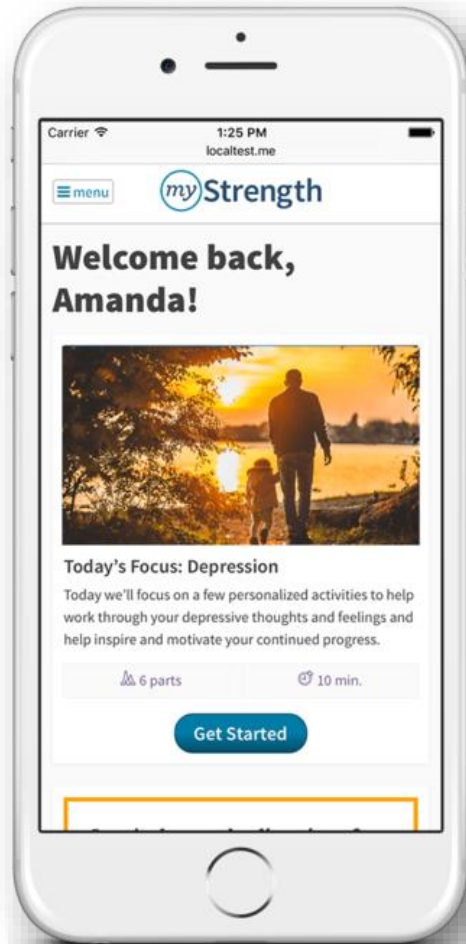 Carrier 1:25 PM
localtest.me
menu my Strength
Welcome back,
Amanda!
Today's Focus: Depression
Today we'll focus on a few personalized activities to help
work through your depressive thoughts and feelings and
help inspire and motivate your continued progress.
6 parts 10 min.
Get Started